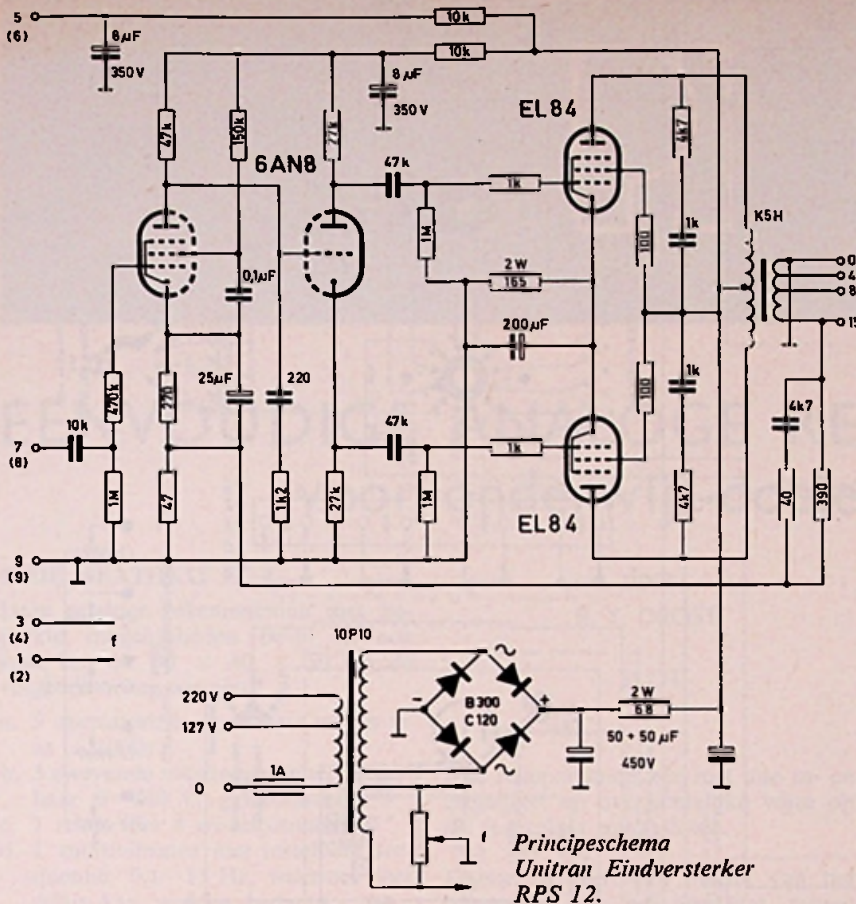 5
(6)
8µF
350V
10k
10k
8µF
350V
EL84
47k
150k
6AN8
27k
47k
1k
4k7
K5H
1M
100
1k
0
4
8
15
2W
165
0,1µF
200µF
25µF
220
470k
270
47k
100
1k
4k7
7
(8)
10k
1k
EL84
1M
47
1k2
27k
1M
4k7
40
390
9
(9)
3
(4)
f
1
(2)
10P10
220V
127V
0
1A
B300
C120
-
+
2W
68
50 + 50µF
450V
f
Principeschema
Unitran Eindversterker
RPS 12.